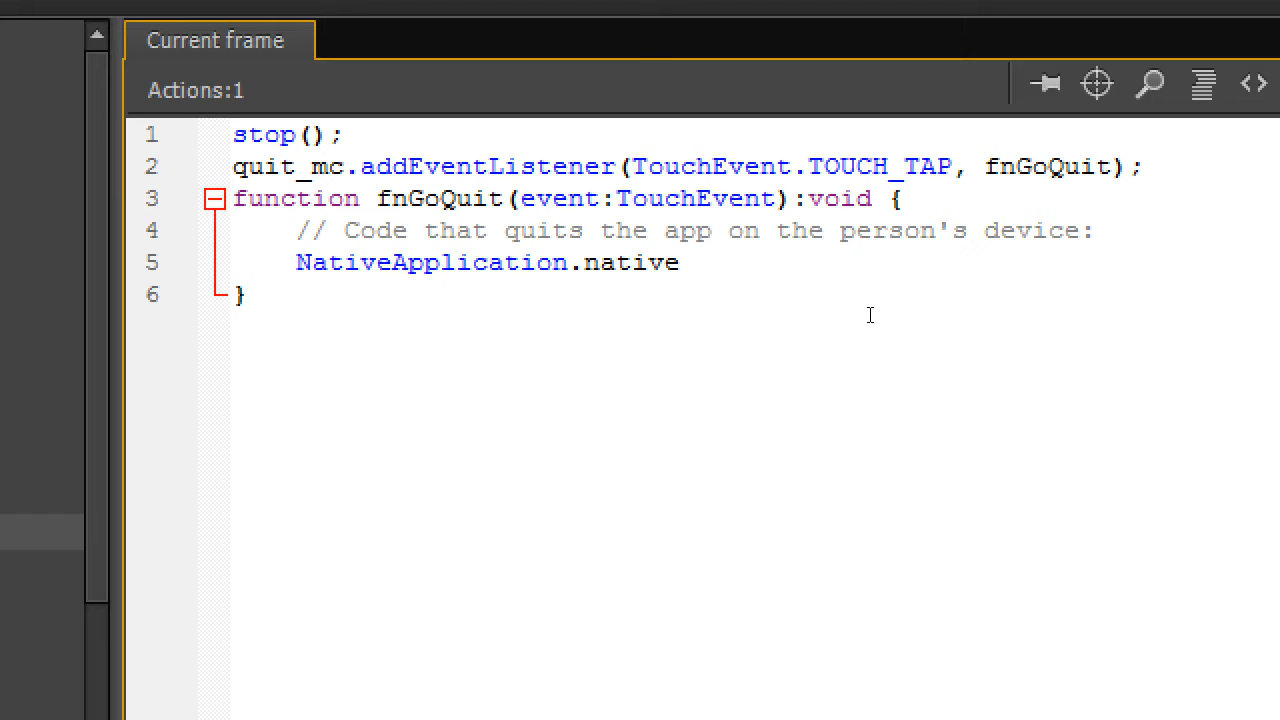 Current frame
Actions:1
1 stop();
2 quit_mc.addEventListener(TouchEvent.TOUCH_TAP, fnGoQuit);
3 function fnGoQuit(event:TouchEvent):void {
4 // Code that quits the app on the person's device:
5 NativeApplication.native
6 }